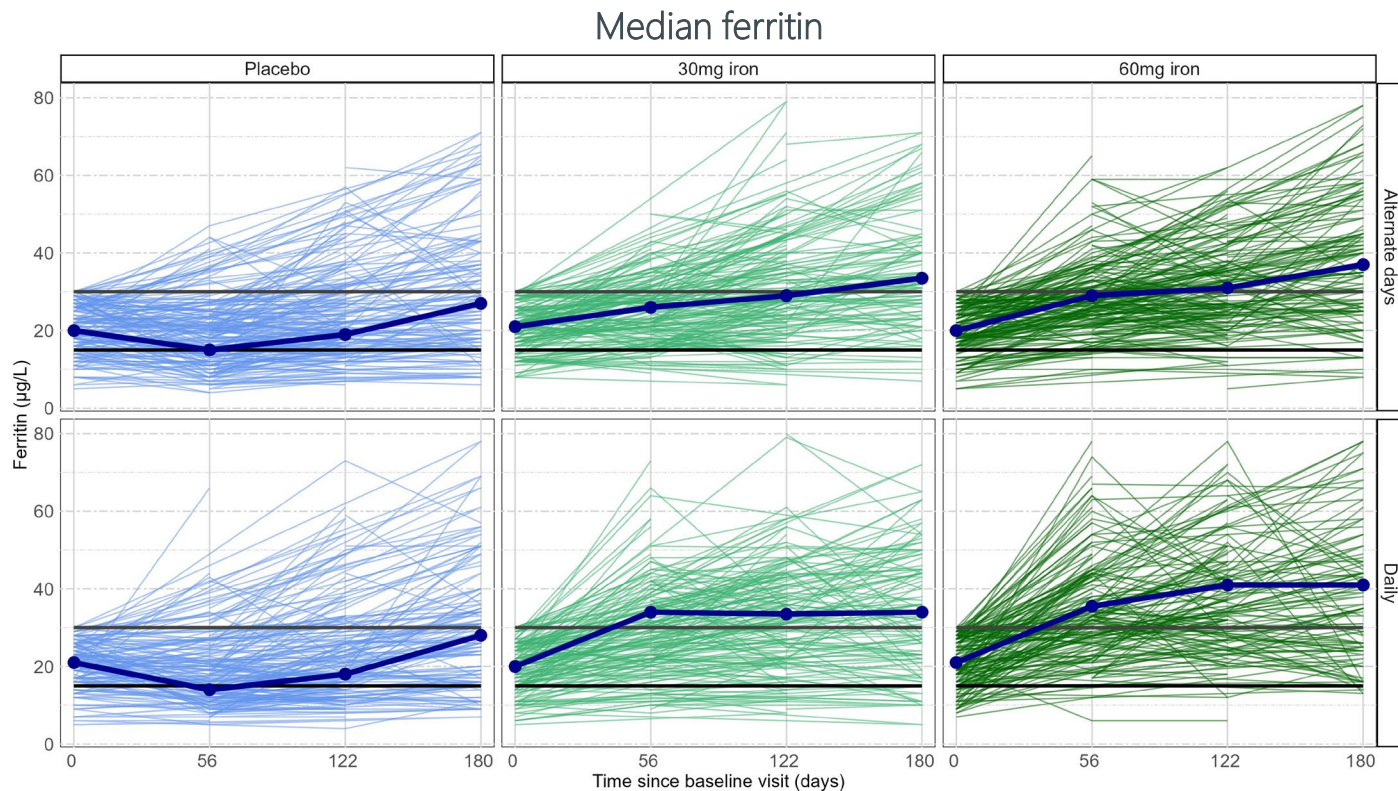 Median ferritin
Placebo
30mg iron
60mg iron
80
60
40
20
0
Alternate days
Ferritin (µg/L)
80
60
40
20
0
Daily
0 56 122 180
0 56 122 180
0 56 122 180
Time since baseline visit (days)